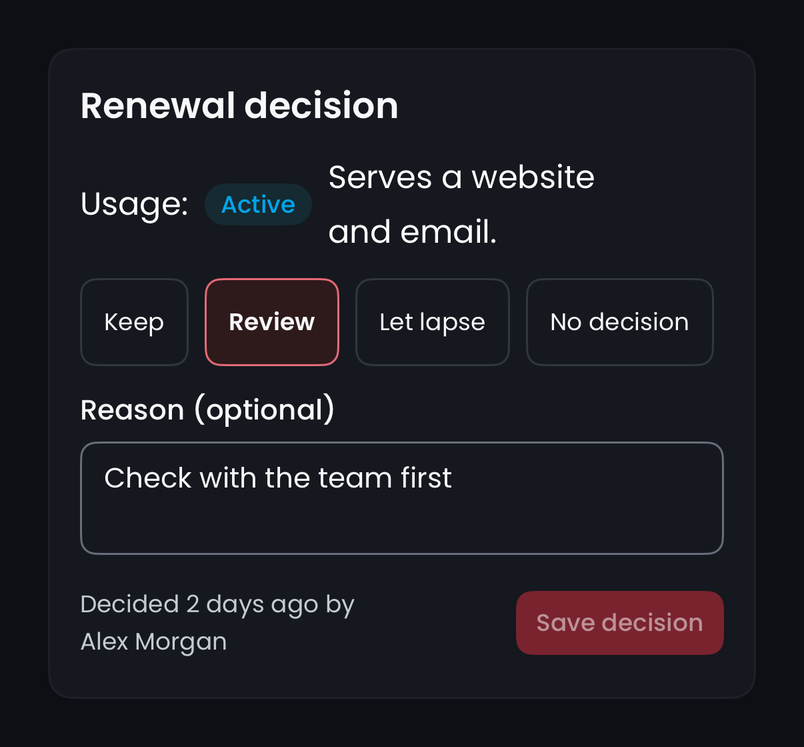 Renewal decision
Usage: Active Serves a website
and email.
Keep Review Let lapse No decision
Reason (optional)
Check with the team first
Decided 2 days ago by
Alex Morgan
Save decision